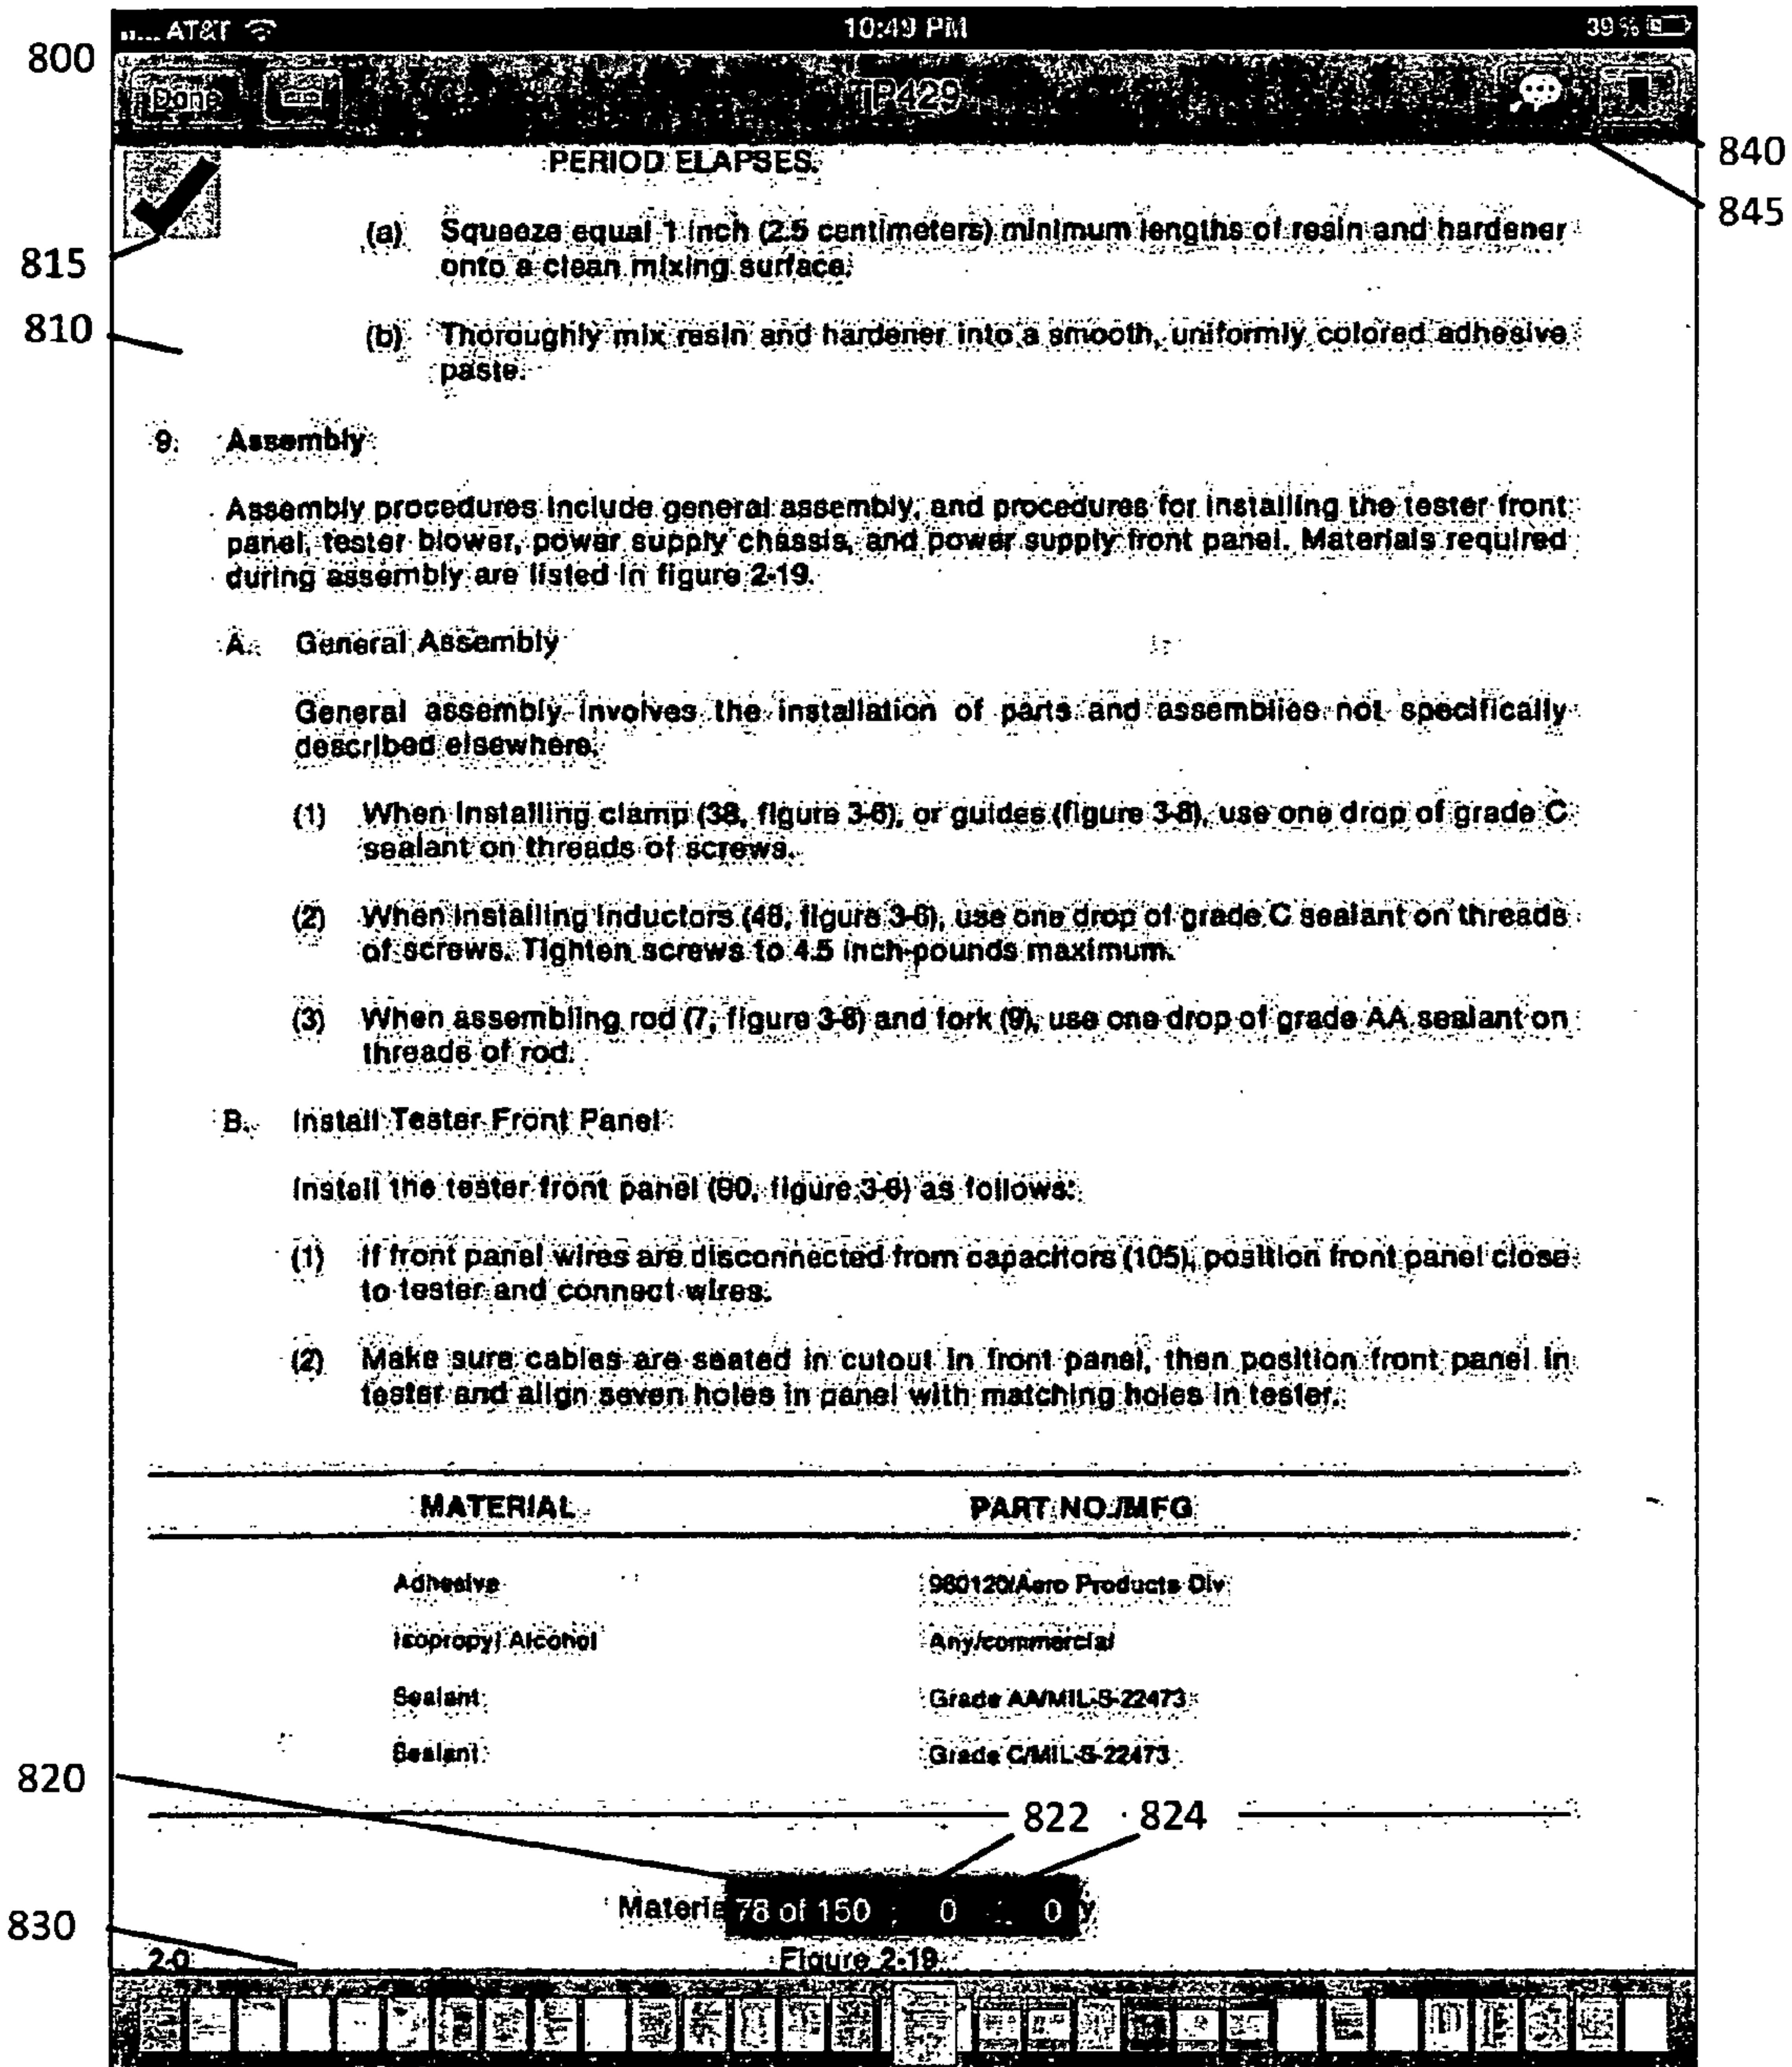 AT&T 10:49 PM 39%
800
Done TP429
840
845
PERIOD ELAPSES.
815
(a) Squeeze equal 1 inch (2.5 centimeters) minimum lengths of resin and hardener
onto a clean mixing surface.
810
(b) Thoroughly mix resin and hardener into a smooth, uniformly colored adhesive
paste.
9. Assembly
Assembly procedures include general assembly, and procedures for installing the tester front
panel, tester blower, power supply chassis, and power supply front panel. Materials required
during assembly are listed in figure 2-19.
A. General Assembly
General assembly involves the installation of parts and assemblies not specifically
described elsewhere.
(1) When installing clamp (38, figure 3-6), or guides (figure 3-8), use one drop of grade C
sealant on threads of screws.
(2) When installing inductors (48, figure 3-6), use one drop of grade C sealant on threads
of screws. Tighten screws to 4.5 inch-pounds maximum.
(3) When assembling rod (7, figure 3-8) and fork (9), use one drop of grade AA sealant on
threads of rod.
B. Install Tester Front Panel
Install the tester front panel (90, figure 3-6) as follows:
(1) If front panel wires are disconnected from capacitors (105), position front panel close
to tester and connect wires.
(2) Make sure cables are seated in cutout in front panel, then position front panel in
tester and align seven holes in panel with matching holes in tester.
MATERIAL PART NO./MFG
Adhesive 980120/Aero Products Div
Isopropyl Alcohol Any/commercial
Sealant Grade AA/MIL-S-22473
Sealant Grade C/MIL-S-22473
820
822 824
Materia 78 of 150 0 0 y
830
2-0 Figure 2-19